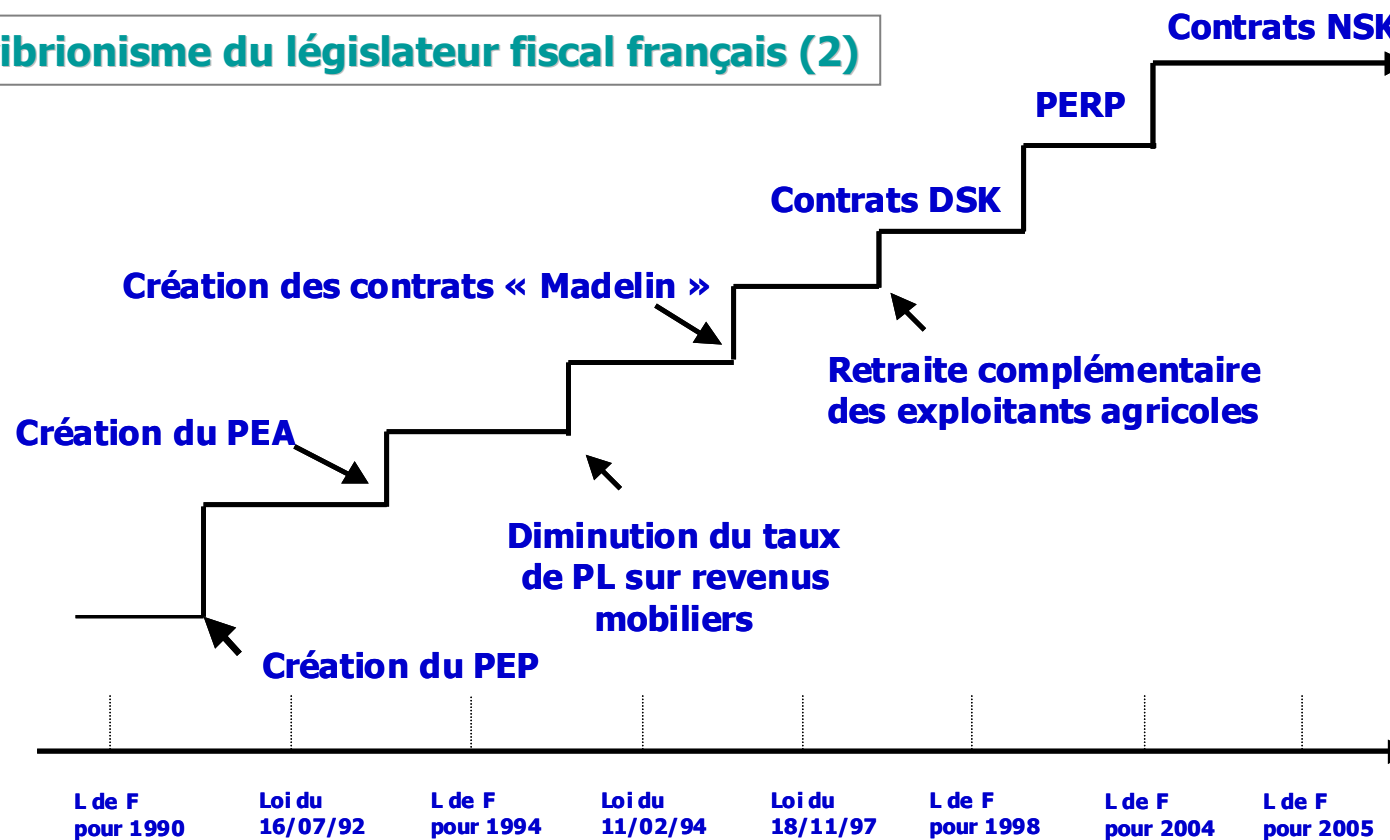 ibrionisme du législateur fiscal français (2)
Contrats NSK
PERP
Contrats DSK
Création des contrats « Madelin »
Retraite complémentaire
des exploitants agricoles
Création du PEA
Diminution du taux
de PL sur revenus
mobiliers
Création du PEP
L de F
pour 1990
Loi du
16/07/92
L de F
pour 1994
Loi du
11/02/94
Loi du
18/11/97
L de F
pour 1998
L de F
pour 2004
L de F
pour 2005